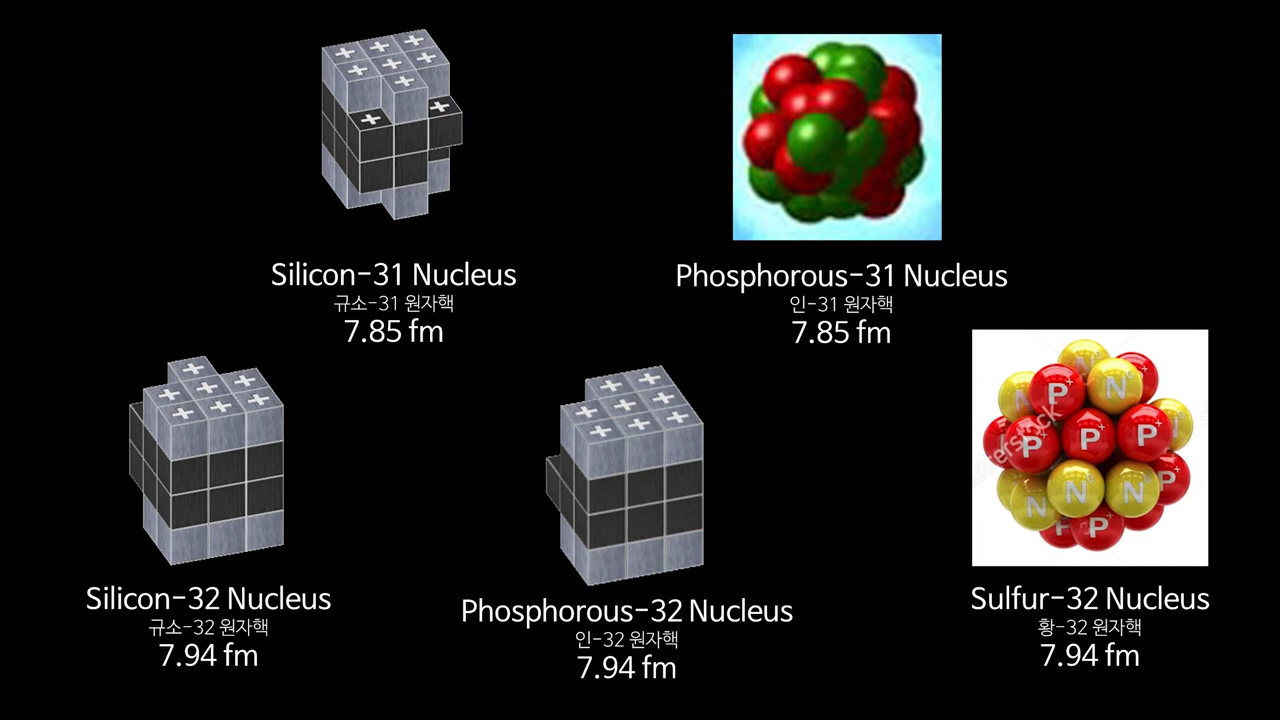 Silicon-31 Nucleus
규소-31 원자핵
7.85 fm
Phosphorous-31 Nucleus
인-31 원자핵
7.85 fm
Silicon-32 Nucleus
규소-32 원자핵
7.94 fm
Phosphorous-32 Nucleus
인-32 원자핵
7.94 fm
P+ N
P+ P+ P+
P+
N N N
P P+
Sulfur-32 Nucleus
황-32 원자핵
7.94 fm